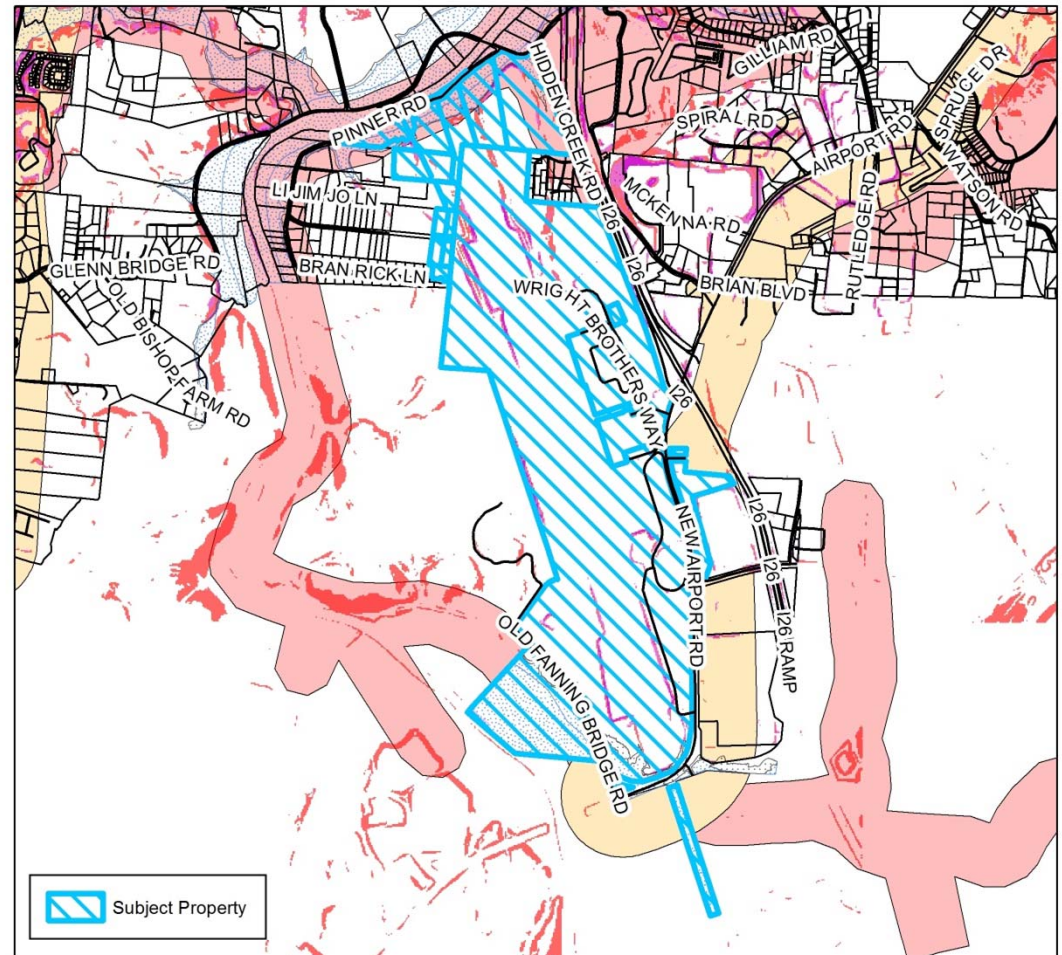 GILLIAM RD
SPRUCE DR
HIDDEN CREEK RD
PINNER RD
SPIRAL RD
AIRPORT RD
WATSON RD
LI JIM JO LN
MCKENNA RD
RUTLEDGE RD
I26
GLENN BRIDGE RD
BRAN RICK LN
I26
BRIAN BLVD
WRIGHT BROTHERS WAY
OLD BISHOP FARM RD
I26
I26
NEW AIRPORT RD
I26
I26 RAMP
OLD FANNING BRIDGE RD
Subject Property